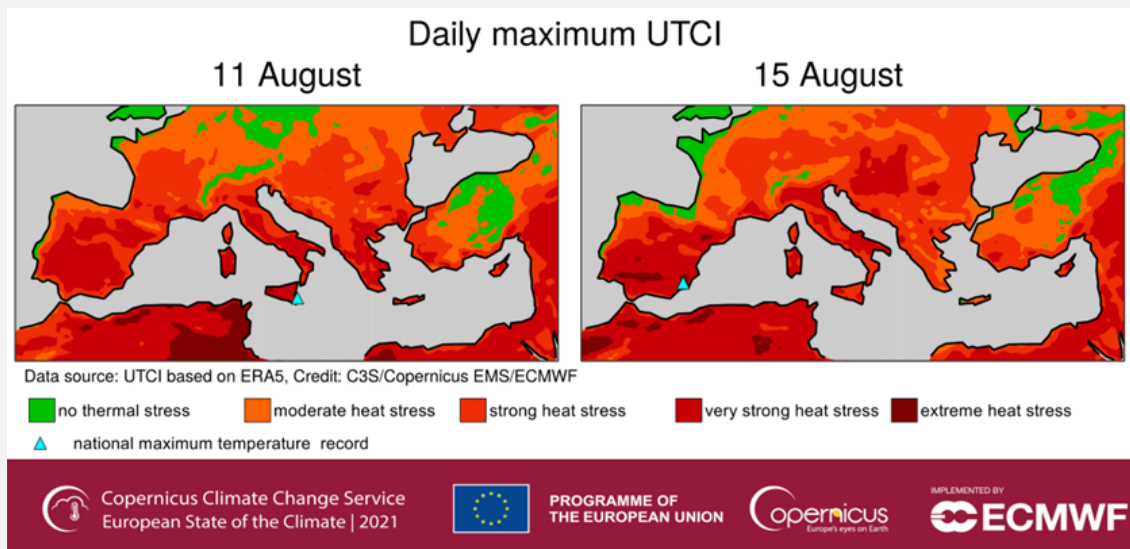 Daily maximum UTCI
11 August
15 August
Data source: UTCI based on ERA5, Credit: C3S/Copernicus EMS/ECMWF
no thermal stress
moderate heat stress
strong heat stress
very strong heat stress
extreme heat stress
national maximum temperature record
Copernicus Climate Change Service
European State of the Climate | 2021
PROGRAMME OF
THE EUROPEAN UNION
Copernicus
Europe's eyes on Earth
IMPLEMENTED BY
ECMWF